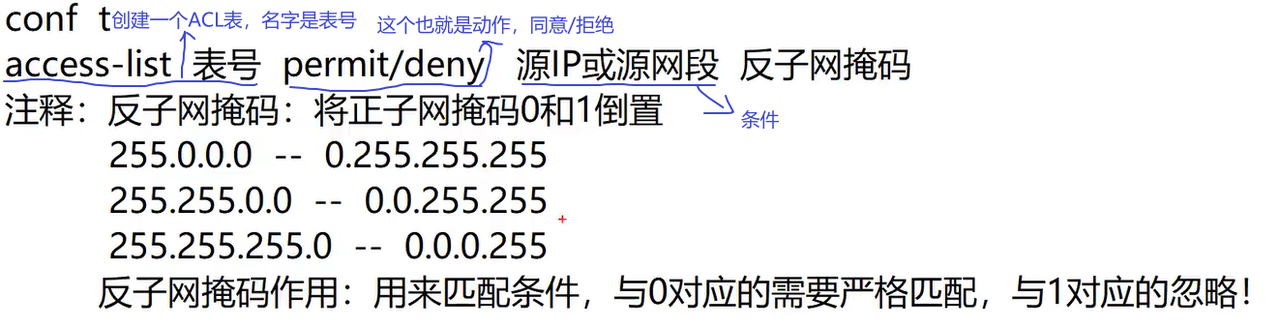 conf t 创建一个ACL表，名字是表号 这个也就是动作，同意/拒绝
access-list 表号 permit/deny 源IP或源网段 反子网掩码
注释：反子网掩码：将正子网掩码0和1倒置
条件
255.0.0.0 -- 0.255.255.255
255.255.0.0 -- 0.0.255.255
255.255.255.0 -- 0.0.0.255
反子网掩码作用：用来匹配条件，与0对应的需要严格匹配，与1对应的忽略！